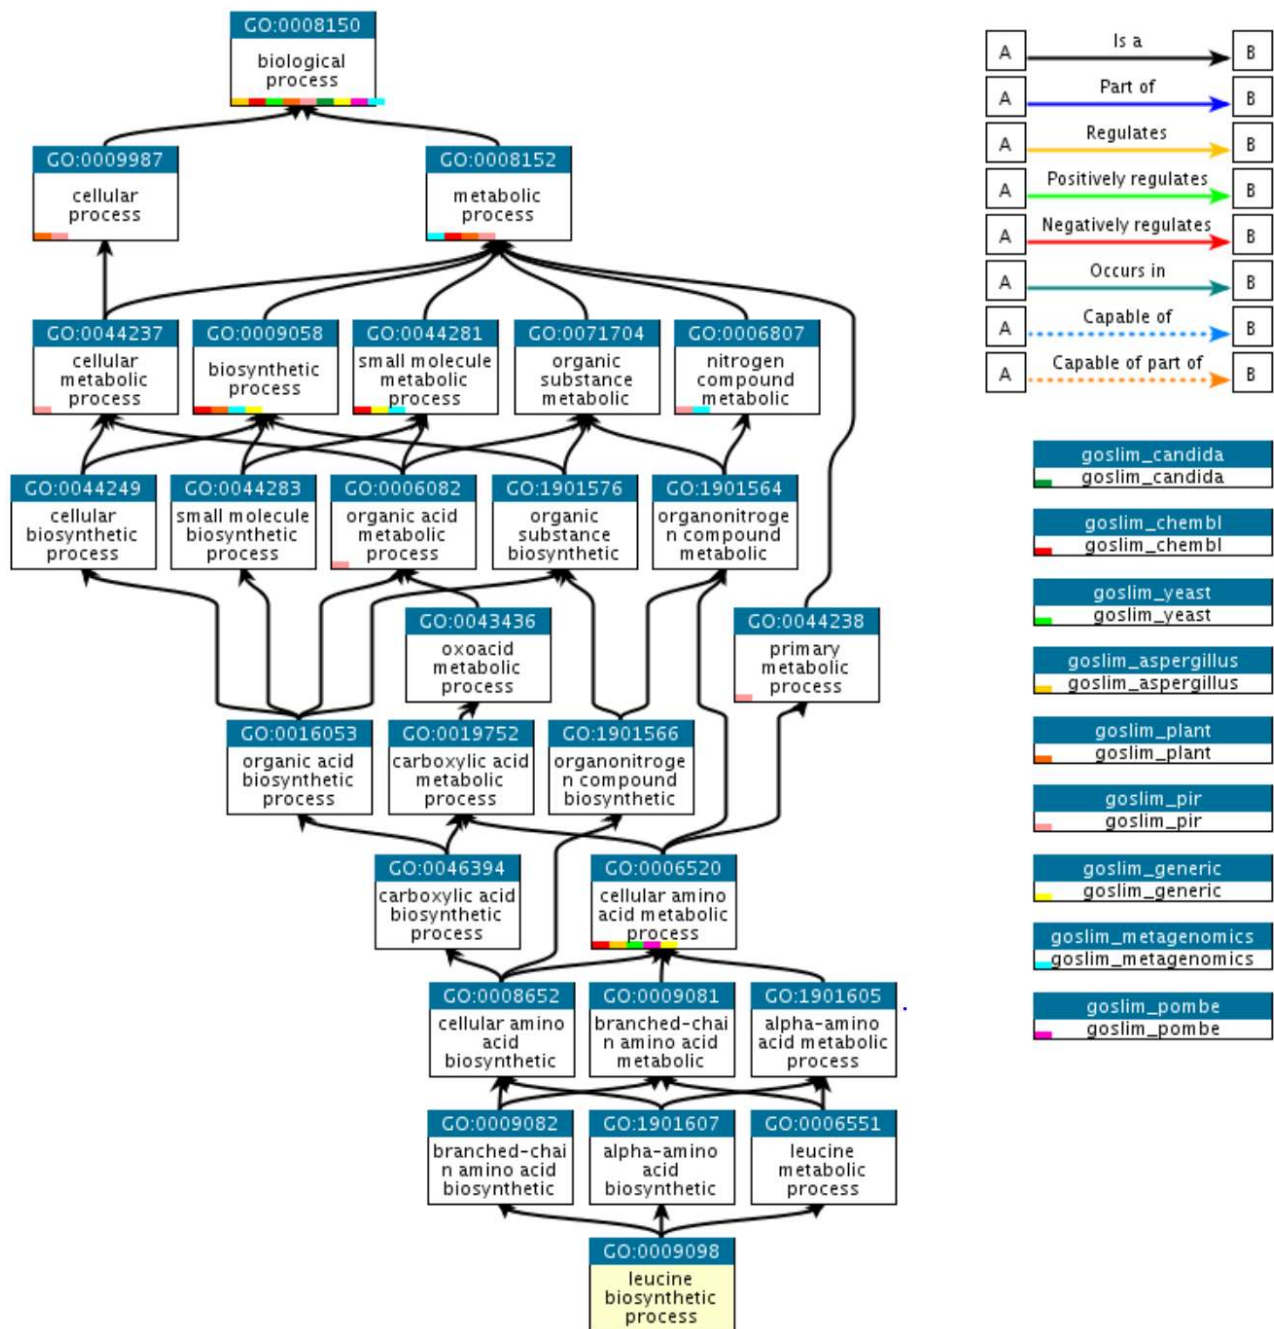 GO:0008150
biological
process
GO:0009987
cellular
process
GO:0008152
metabolic
process
GO:0044237
cellular
metabolic
process
GO:0009058
biosynthetic
process
GO:0044281
small molecule
metabolic
process
GO:0071704
organic
substance
metabolic
GO:0006807
nitrogen
compound
metabolic
GO:0044249
cellular
biosynthetic
process
GO:0044283
small molecule
biosynthetic
process
GO:0006082
organic acid
metabolic
process
GO:1901576
organic
substance
biosynthetic
GO:1901564
organonitroge
n compound
metabolic
GO:0043436
oxoacid
metabolic
process
GO:0044238
primary
metabolic
process
GO:0016053
organic acid
biosynthetic
process
GO:0019752
carboxylic acid
metabolic
process
GO:1901566
organonitroge
n compound
biosynthetic
GO:0046394
carboxylic acid
biosynthetic
process
GO:0006520
cellular amino
acid metabolic
process
GO:0008652
cellular amino
acid
biosynthetic
GO:0009081
branched-chai
n amino acid
metabolic
GO:1901605
alpha-amino
acid metabolic
process
GO:0009082
branched-chai
n amino acid
biosynthetic
GO:1901607
alpha-amino
acid
biosynthetic
GO:0006551
leucine
metabolic
process
GO:0009098
leucine
biosynthetic
process
A Is a B
A Part of B
A Regulates B
A Positively regulates B
A Negatively regulates B
A Occurs in B
A Capable of B
A Capable of part of B
goslim_candida
goslim_candida
goslim_chembl
goslim_chembl
goslim_yeast
goslim_yeast
goslim_aspergillus
goslim_aspergillus
goslim_plant
goslim_plant
goslim_pir
goslim_pir
goslim_generic
goslim_generic
goslim_metagenomics
goslim_metagenomics
goslim_pombe
goslim_pombe